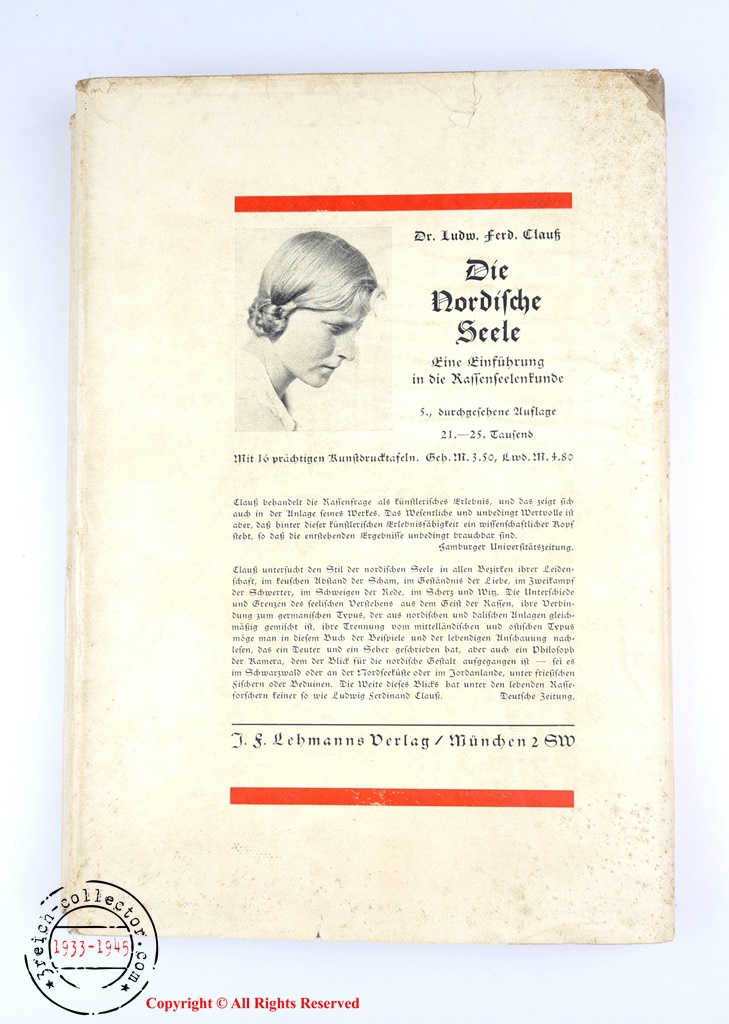 Dr. Ludw. Ferd. Clauß
Die
Nordische
Seele
Eine Einführung
in die Rassenseelenkunde
5., durchgesehene Auflage
21.—25. Tausend
Mit 16 prächtigen Kunstdrucktafeln. Geh. M. 3.50, Lwd. M. 4.80
Clauß behandelt die Rassenfrage als künstlerisches Erlebnis, und das zeigt sich
auch in der Anlage seines Werkes. Das Wesentliche und unbedingt Wertvolle ist
aber, daß hinter dieser künstlerischen Erlebnisfähigkeit ein wissenschaftlicher Kopf
steht, so daß die entstehenden Ergebnisse unbedingt brauchbar sind.
Hamburger Universitätszeitung.
Clauß untersucht den Stil der nordischen Seele in allen Bezirken ihrer Leiden-
schaft, im keuschen Abstand der Scham, im Geständnis der Liebe, im Zweikampf
der Schwerter, im Schweigen der Rede, im Scherz und Witz. Die Unterschiede
und Grenzen des seelischen Verstehens aus dem Geist der Rassen, ihre Verbin-
dung zum germanischen Typus, der aus nordischen und dalischen Anlagen gleich-
mäßig gemischt ist, ihre Trennung vom mittelländischen und ostischen Typus
möge man in diesem Buch der Beispiele und der lebendigen Anschauung nach-
lesen, das ein Deuter und ein Seher geschrieben hat, aber auch ein Philosoph
der Kamera, dem der Blick für die nordische Gestalt aufgegangen ist — sei es
im Schwarzwald oder an der Nordseeküste oder im Jordanlande, unter friesischen
Fischern oder Beduinen. Die Weite dieses Blicks hat unter den lebenden Rasse-
forschern keiner so wie Ludwig Ferdinand Clauß. Deutsche Zeitung.
J. F. Lehmanns Verlag / München 2 SW
3reich-collector.com
1933-1945
Copyright © All Rights Reserved